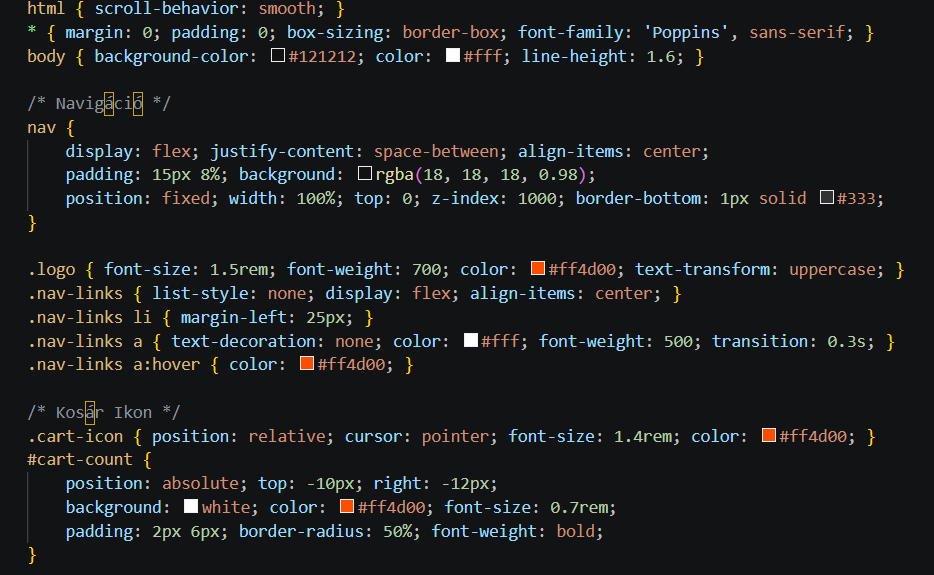 html { scroll-behavior: smooth; }
* { margin: 0; padding: 0; box-sizing: border-box; font-family: 'Poppins', sans-serif; }
body { background-color: #121212; color: #fff; line-height: 1.6; }
/* Navigáció */
nav {
display: flex; justify-content: space-between; align-items: center;
padding: 15px 8%; background: rgba(18, 18, 18, 0.98);
position: fixed; width: 100%; top: 0; z-index: 1000; border-bottom: 1px solid #333;
}
.logo { font-size: 1.5rem; font-weight: 700; color: #ff4d00; text-transform: uppercase; }
.nav-links { list-style: none; display: flex; align-items: center; }
.nav-links li { margin-left: 25px; }
.nav-links a { text-decoration: none; color: #fff; font-weight: 500; transition: 0.3s; }
.nav-links a:hover { color: #ff4d00; }
/* Kosár Ikon */
.cart-icon { position: relative; cursor: pointer; font-size: 1.4rem; color: #ff4d00; }
#cart-count {
position: absolute; top: -10px; right: -12px;
background: white; color: #ff4d00; font-size: 0.7rem;
padding: 2px 6px; border-radius: 50%; font-weight: bold;
}